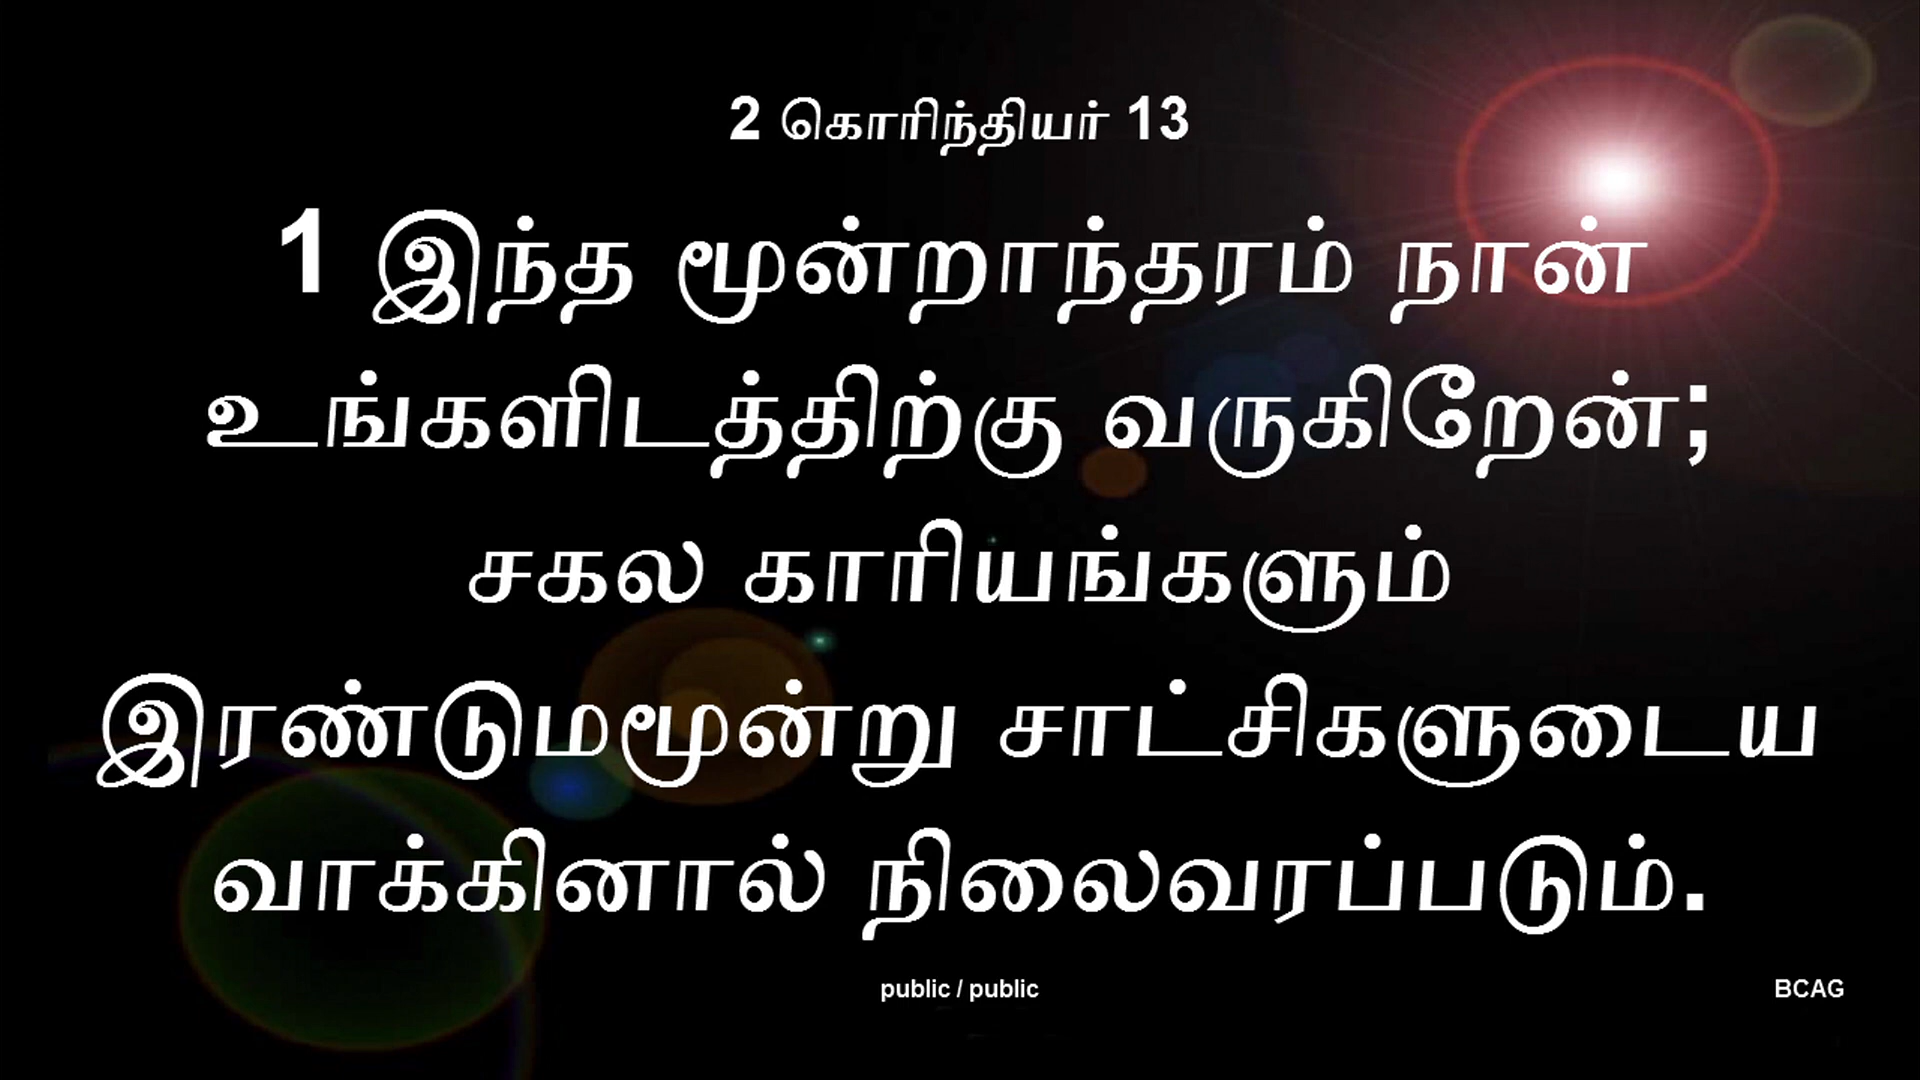 2 கொரிந்தியர் 13
1 இந்த மூன்றாந்தரம் நான்
உங்களிடத்திற்கு வருகிறேன்;
சகல காரியங்களும்
இரண்டுமமூன்று சாட்சிகளுடைய
வாக்கினால் நிலைவரப்படும்.
public / public
BCAG